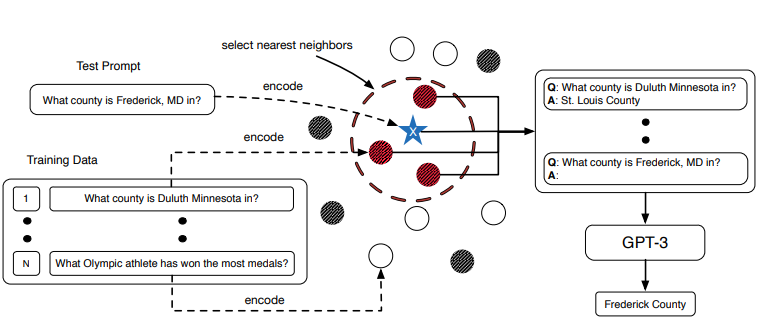 select nearest neighbors
Test Prompt
encode
What county is Frederick, MD in?
X
encode
Training Data
1
What county is Duluth Minnesota in?
N
What Olympic athlete has won the most medals?
encode
Q: What county is Duluth Minnesota in?
A: St. Louis County
Q: What county is Frederick, MD in?
A:
GPT-3
Frederick County